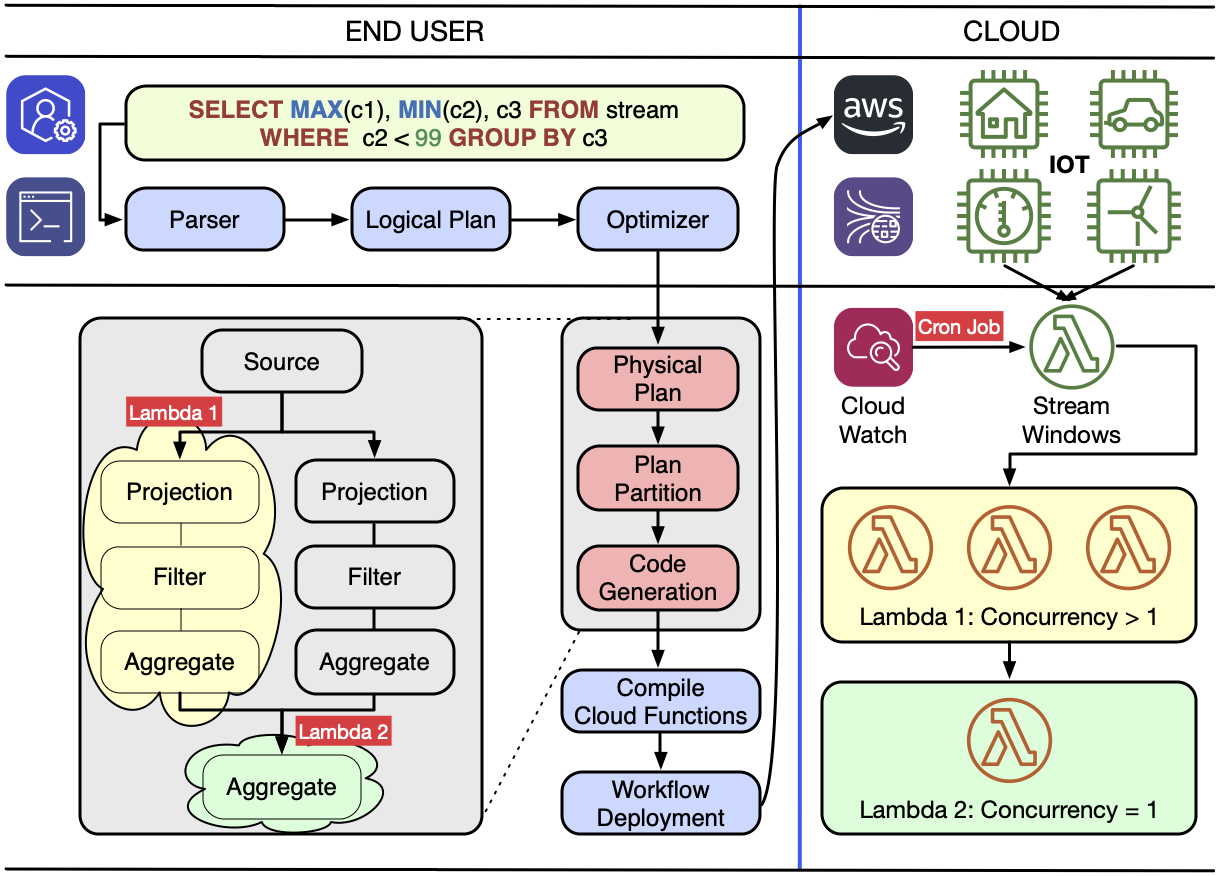 END USER
CLOUD
SELECT MAX(c1), MIN(c2), c3 FROM stream
WHERE c2 < 99 GROUP BY c3
aws
IOT
Parser
Logical Plan
Optimizer
Source
Lambda 1
Projection
Projection
Filter
Filter
Aggregate
Aggregate
Lambda 2
Aggregate
Physical
Plan
Plan
Partition
Code
Generation
Compile
Cloud Functions
Workflow
Deployment
Cron Job
Cloud
Watch
Stream
Windows
Lambda 1: Concurrency > 1
Lambda 2: Concurrency = 1